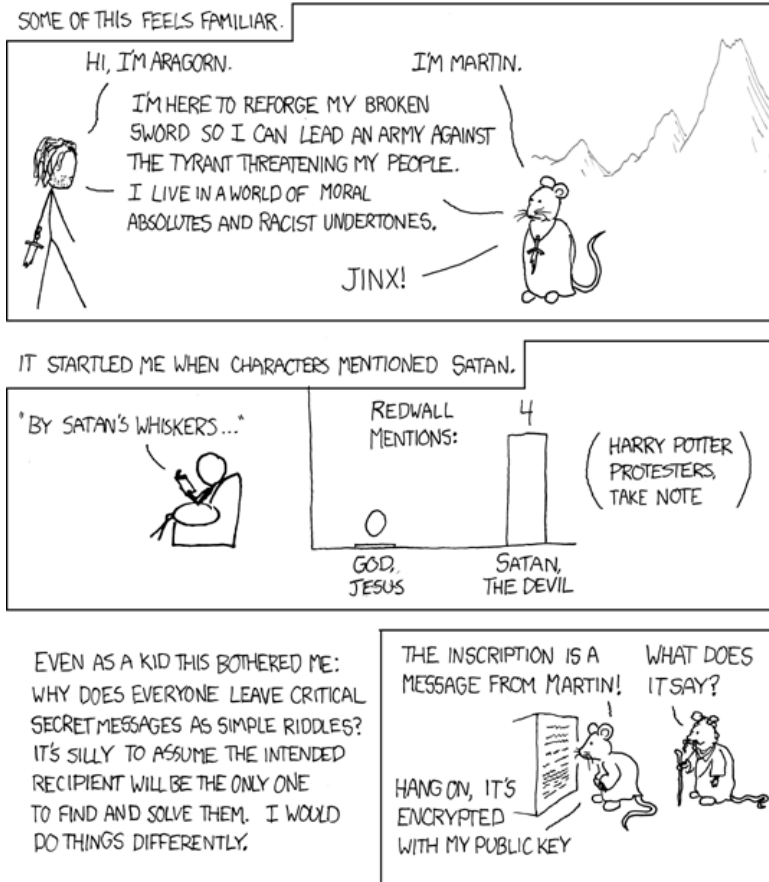 SOME OF THIS FEELS FAMILIAR.
HI, I'M ARAGORN.
I'M MARTIN.
I'M HERE TO REFORGE MY BROKEN
SWORD SO I CAN LEAD AN ARMY AGAINST
THE TYRANT THREATENING MY PEOPLE.
I LIVE IN A WORLD OF MORAL
ABSOLUTES AND RACIST UNDERTONES.
JINX!
IT STARTLED ME WHEN CHARACTERS MENTIONED SATAN.
"BY SATAN'S WHISKERS..."
REDWALL
MENTIONS:
0
GOD,
JESUS
4
SATAN,
THE DEVIL
(HARRY POTTER
PROTESTERS,
TAKE NOTE)
EVEN AS A KID THIS BOTHERED ME:
WHY DOES EVERYONE LEAVE CRITICAL
SECRET MESSAGES AS SIMPLE RIDDLES?
IT'S SILLY TO ASSUME THE INTENDED
RECIPIENT WILL BE THE ONLY ONE
TO FIND AND SOLVE THEM. I WOULD
DO THINGS DIFFERENTLY.
THE INSCRIPTION IS A
MESSAGE FROM MARTIN!
WHAT DOES
IT SAY?
HANG ON, IT'S
ENCRYPTED
WITH MY PUBLIC KEY